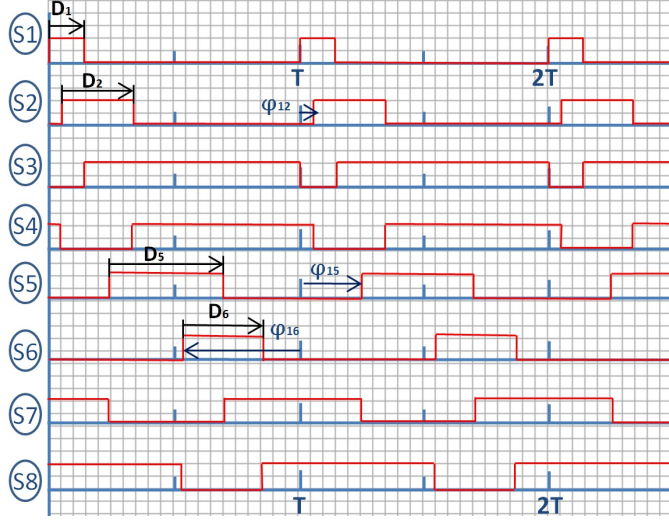 D₁
S1
T
2T
D₂
S2
φ₁₂
S3
S4
D₅
S5
φ₁₅
D₆
φ₁₆
S6
S7
S8
T
2T